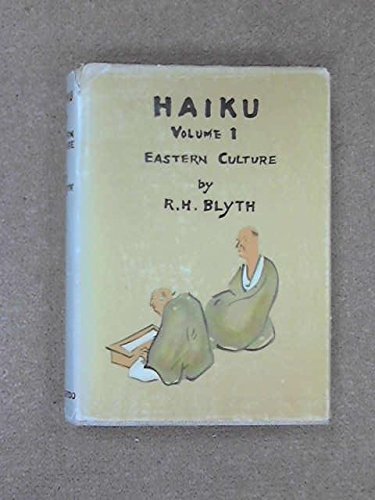 HAIKU
VOLUME 1
EASTERN CULTURE
by
R.H. BLYTH